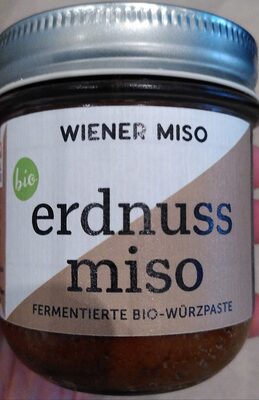 WIENER MISO
bio
erdnuss
miso
FERMENTIERTE BIO-WÜRZPASTE